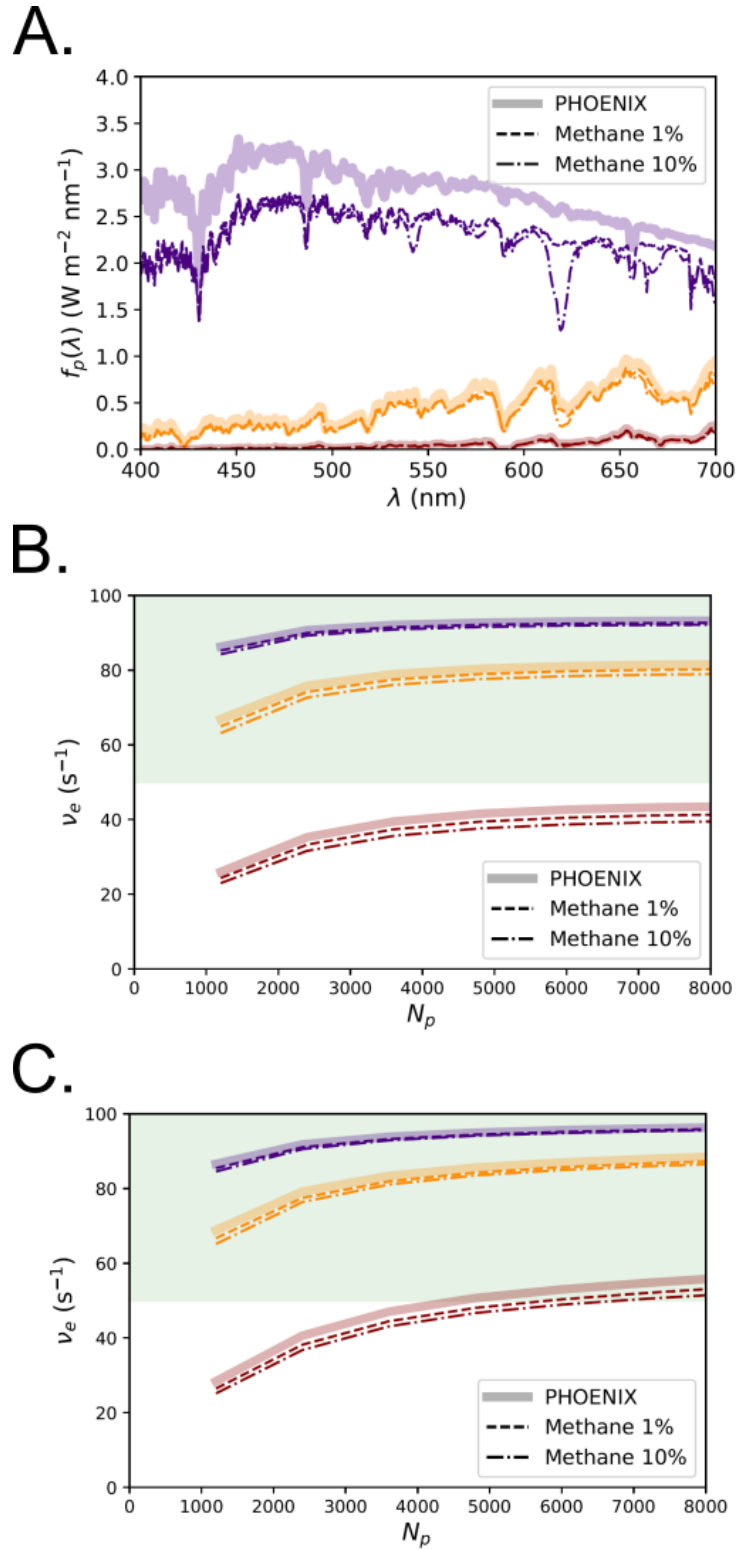 A.
4.0
3.5
3.0
2.5
2.0
1.5
1.0
0.5
0.0
f_p(λ) (W m⁻² nm⁻¹)
PHOENIX
Methane 1%
Methane 10%
400 450 500 550 600 650 700
λ (nm)
B.
100
80
60
40
20
0
ν_e (s⁻¹)
PHOENIX
Methane 1%
Methane 10%
0 1000 2000 3000 4000 5000 6000 7000 8000
N_p
C.
100
80
60
40
20
0
ν_e (s⁻¹)
PHOENIX
Methane 1%
Methane 10%
0 1000 2000 3000 4000 5000 6000 7000 8000
N_p